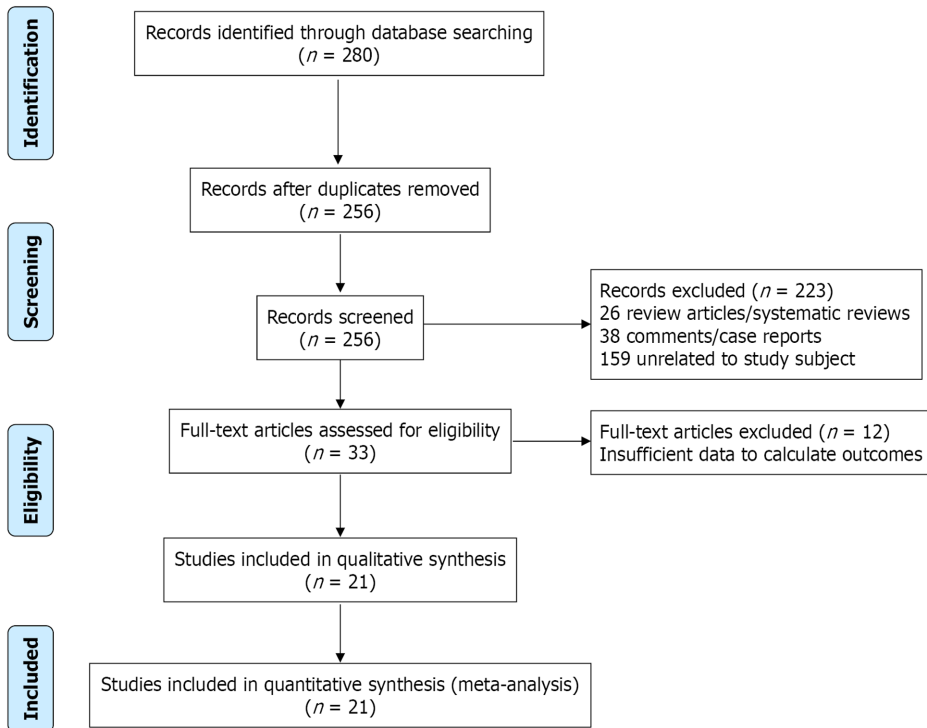 Identification
Records identified through database searching
(n = 280)
Records after duplicates removed
(n = 256)
Screening
Records screened
(n = 256)
Records excluded (n = 223)
26 review articles/systematic reviews
38 comments/case reports
159 unrelated to study subject
Eligibility
Full-text articles assessed for eligibility
(n = 33)
Full-text articles excluded (n = 12)
Insufficient data to calculate outcomes
Studies included in qualitative synthesis
(n = 21)
Included
Studies included in quantitative synthesis (meta-analysis)
(n = 21)